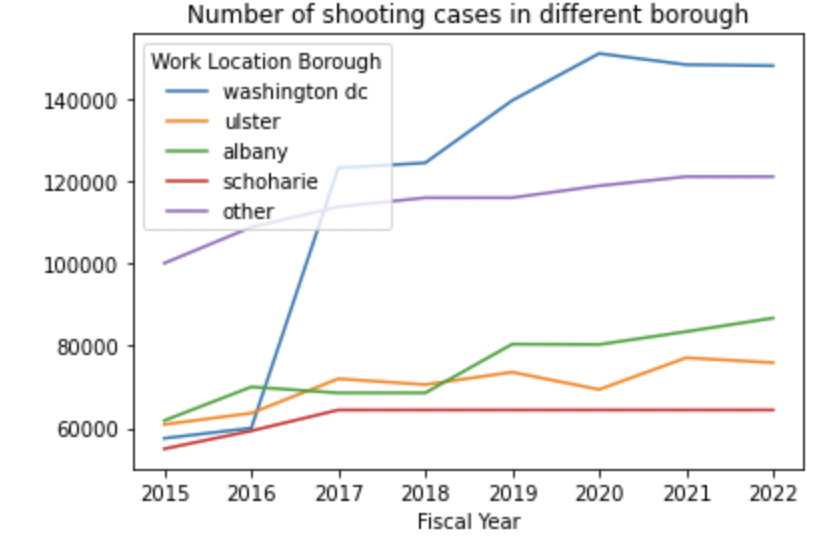 Number of shooting cases in different borough
Work Location Borough
washington dc
ulster
albany
schoharie
other
140000
120000
100000
80000
60000
2015 2016 2017 2018 2019 2020 2021 2022
Fiscal Year